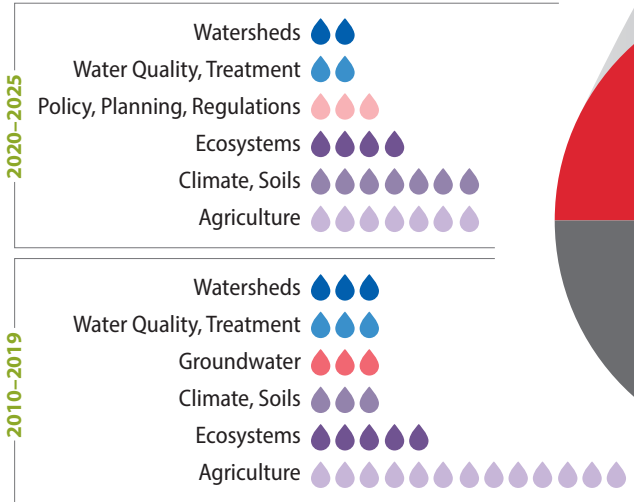 2020–2025
Watersheds
Water Quality, Treatment
Policy, Planning, Regulations
Ecosystems
Climate, Soils
Agriculture
2010–2019
Watersheds
Water Quality, Treatment
Groundwater
Climate, Soils
Ecosystems
Agriculture